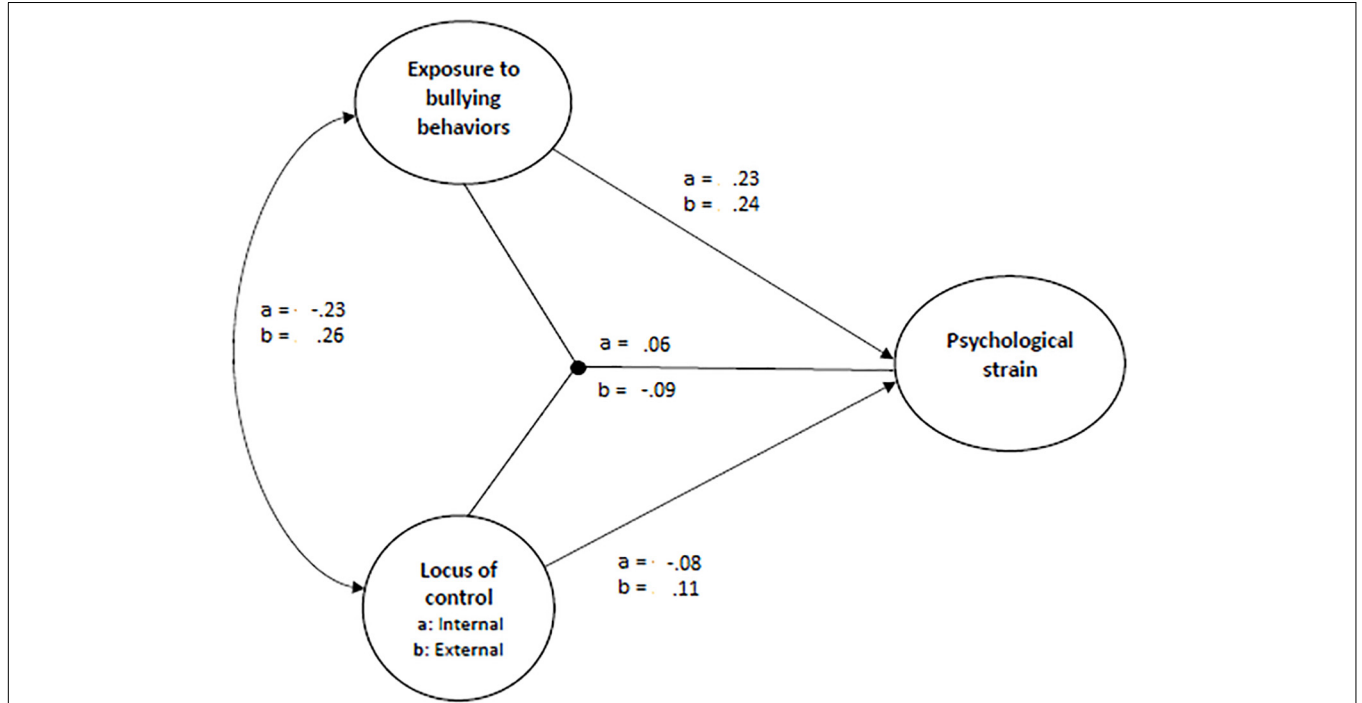 Exposure to
bullying
behaviors
a = .23
b = .24
a = -.23
b = .26
a = .06
b = -.09
Psychological
strain
Locus of
control
a: Internal
b: External
a = -.08
b = .11